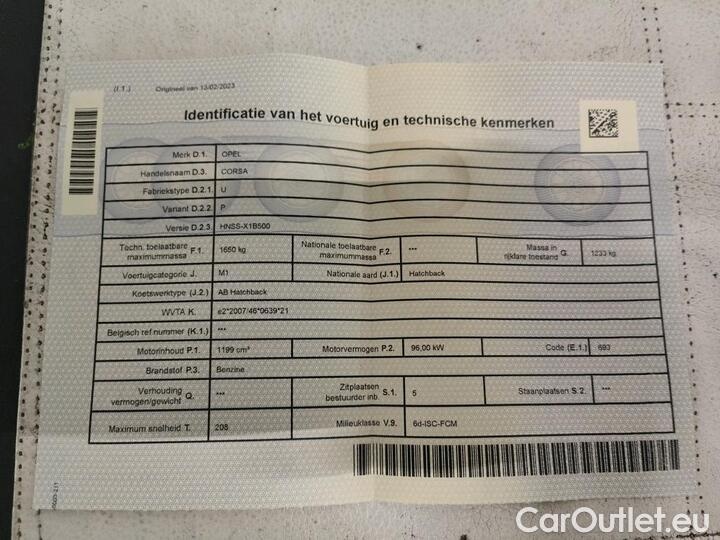 (I.1.) Origineel van 13/02/2023
Identificatie van het voertuig en technische kenmerken
Merk D.1. OPEL
Handelsnaam D.3. CORSA
Fabriekstype D.2.1. U
Variant D.2.2. P
Versie D.2.3. HNSS-X1B500
Techn. toelaatbare maximummassa F.1. 1650 kg Nationale toelaatbare maximummassa F.2. *** Massa in rijklare toestand G. 1233 kg
Voertuigcategorie J. M1 Nationale aard (J.1.) Hatchback
Koetswerktype (J.2.) AB Hatchback
WVTA K. e2*2007/46*0639*21
Belgisch ref nummer (K.1.) ***
Motorinhoud P.1. 1199 cm³ Motorvermogen P.2. 96,00 kW Code (E.1.) 693
Brandstof P.3. Benzine
Verhouding vermogen/gewicht Q. *** Zitplaatsen bestuurder inb. S.1. 5 Staanplaatsen S.2. ***
Maximum snelheid T. 208 Milieuklasse V.9. 6d-ISC-FCM
CarOutlet.eu